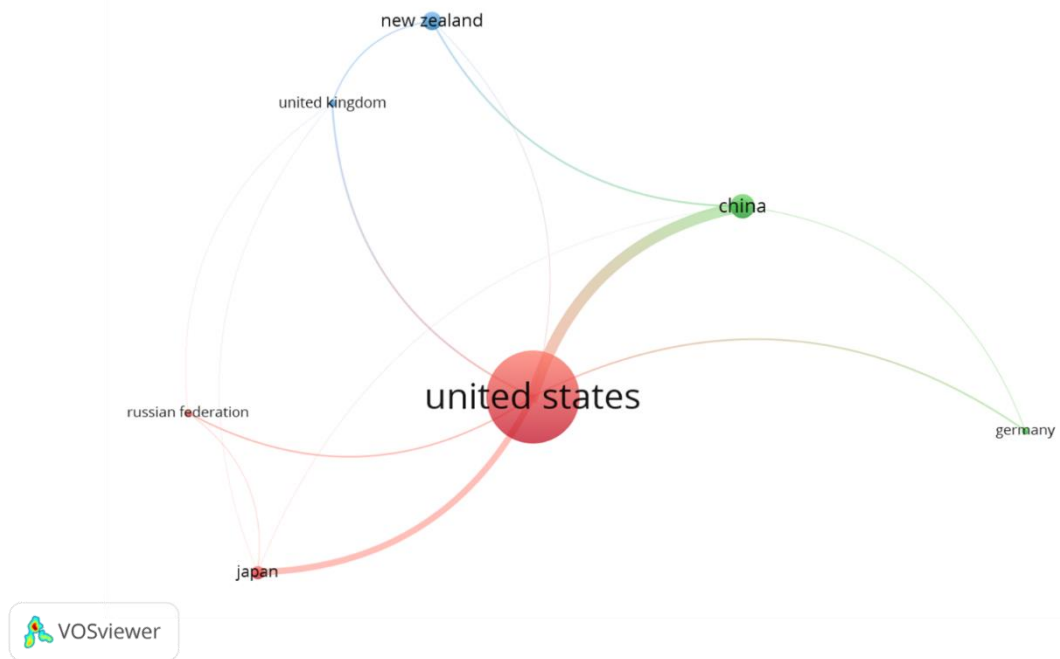 new zealand
united kingdom
china
united states
russian federation
germany
japan
VOSviewer